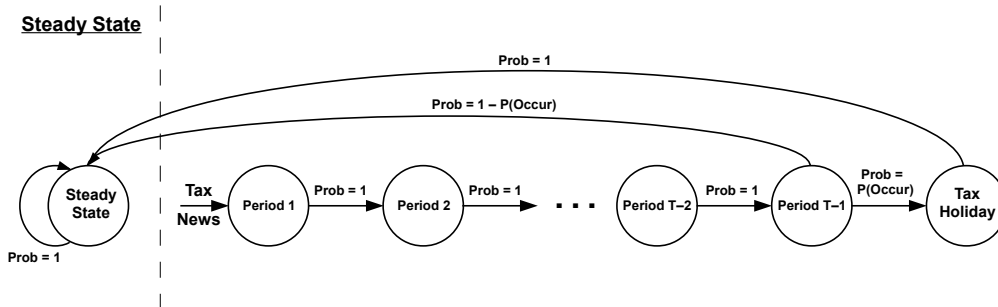 Steady State
Prob = 1
Prob = 1 – P(Occur)
Steady
State
Prob = 1
Tax
News
Period 1
Prob = 1
Period 2
Prob = 1
. . .
Period T–2
Prob = 1
Period T–1
Prob =
P(Occur)
Tax
Holiday